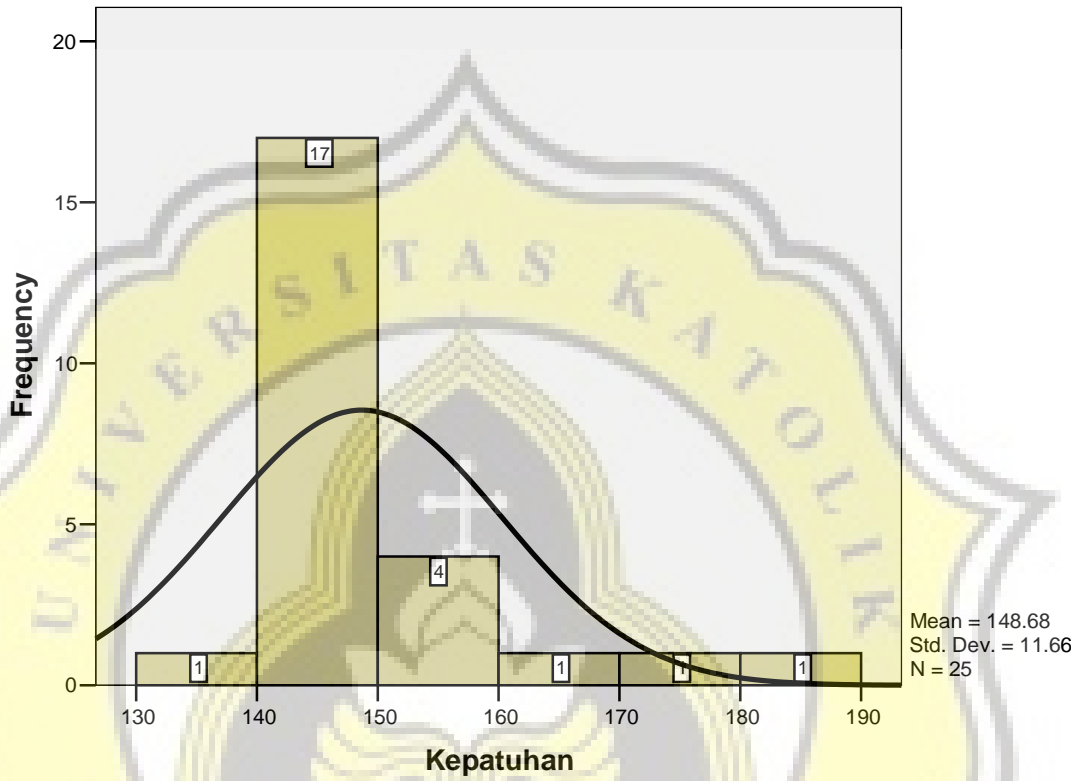 20
15
10
5
0
Frequency
17
4
1
1
1
1
130 140 150 160 170 180 190
Kepatuhan
Mean = 148.68
Std. Dev. = 11.66
N = 25
UNIVERSITAS KATOLIK